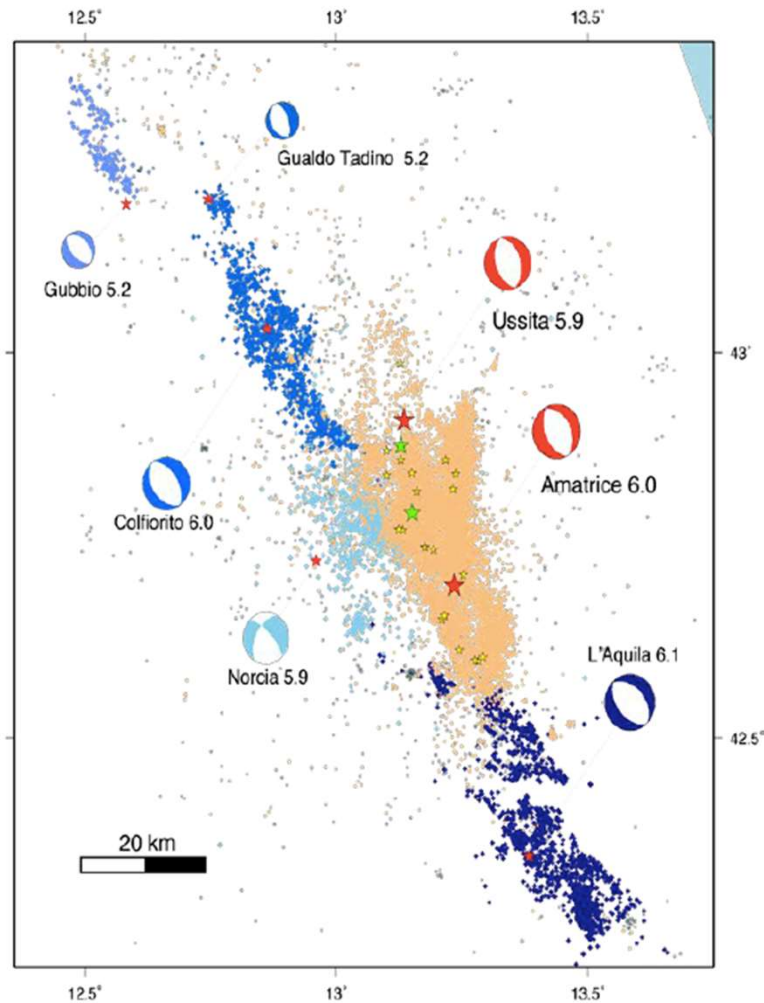 12.5°
13°
13.5°
Gualdo Tadino 5.2
Gubbio 5.2
Ussita 5.9
43°
Amatrice 6.0
Colfiorito 6.0
Norcia 5.9
L'Aquila 6.1
42.5°
20 km
12.5°
13°
13.5°